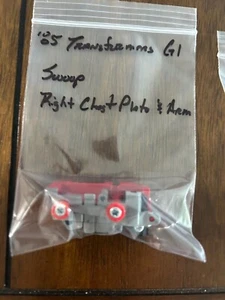 '85 Transformers G1
Swoop
Right Chest Plate & Arm